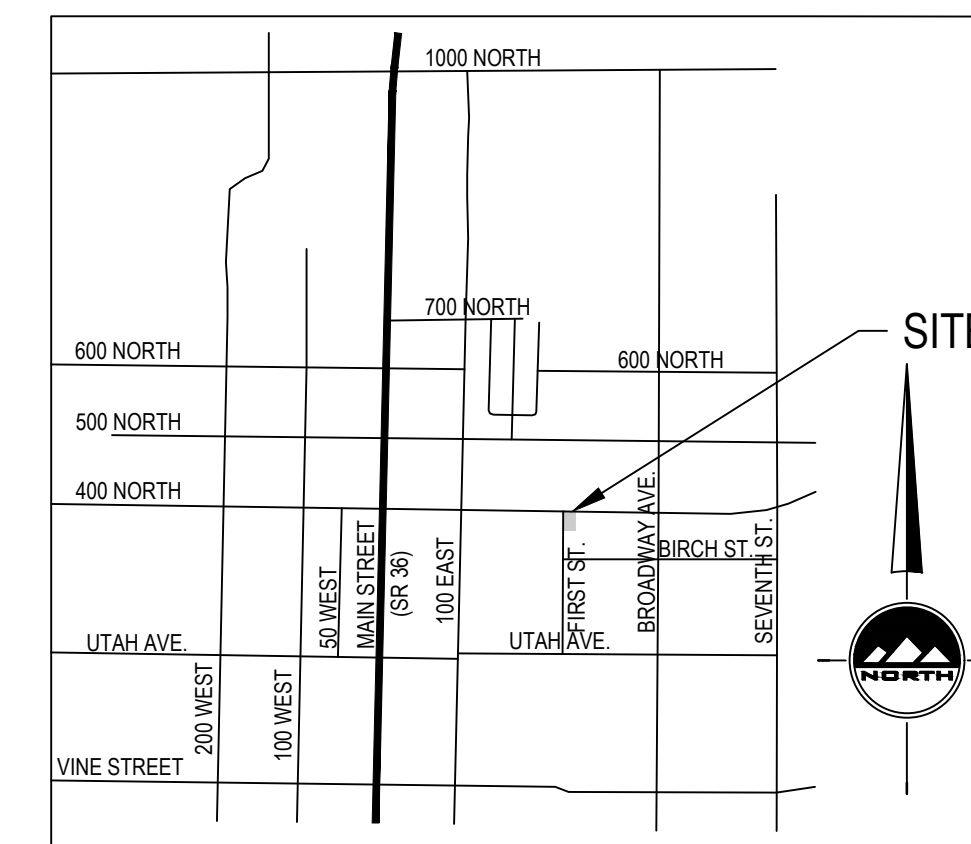 1000 NORTH
700 NORTH
SITE
600 NORTH
600 NORTH
500 NORTH
400 NORTH
50 WEST
MAIN STREET
(SR 36)
100 EAST
FIRST ST.
BROADWAY AVE.
BIRCH ST.
SEVENTH ST.
UTAH AVE.
UTAH AVE.
200 WEST
100 WEST
NORTH
VINE STREET